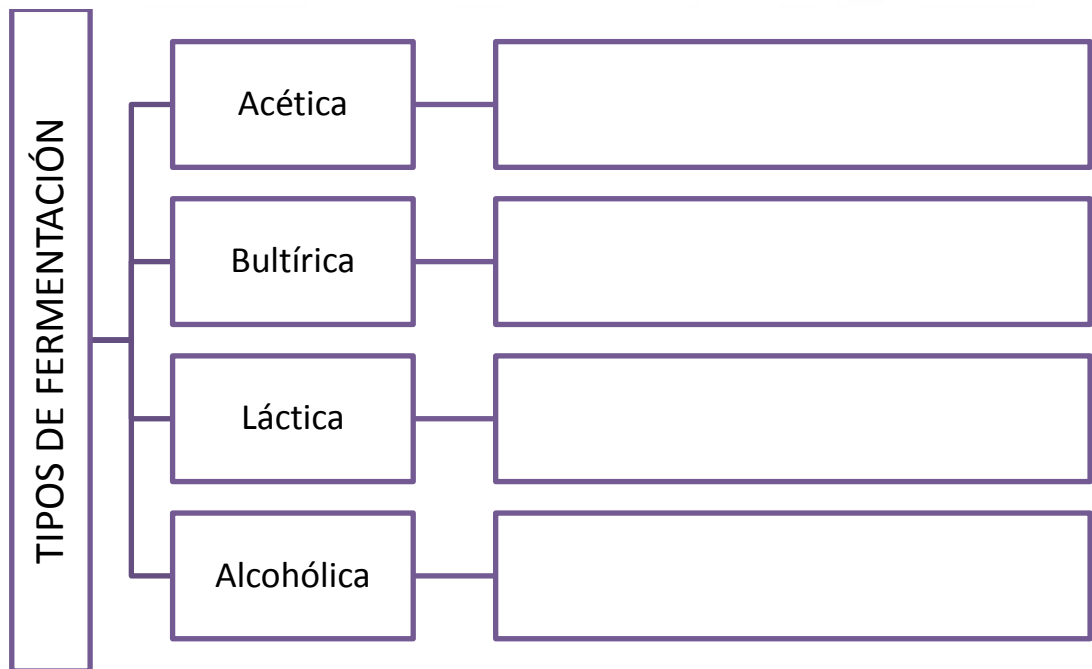 TIPOS DE FERMENTACIÓN
Acética
Bultírica
Láctica
Alcohólica